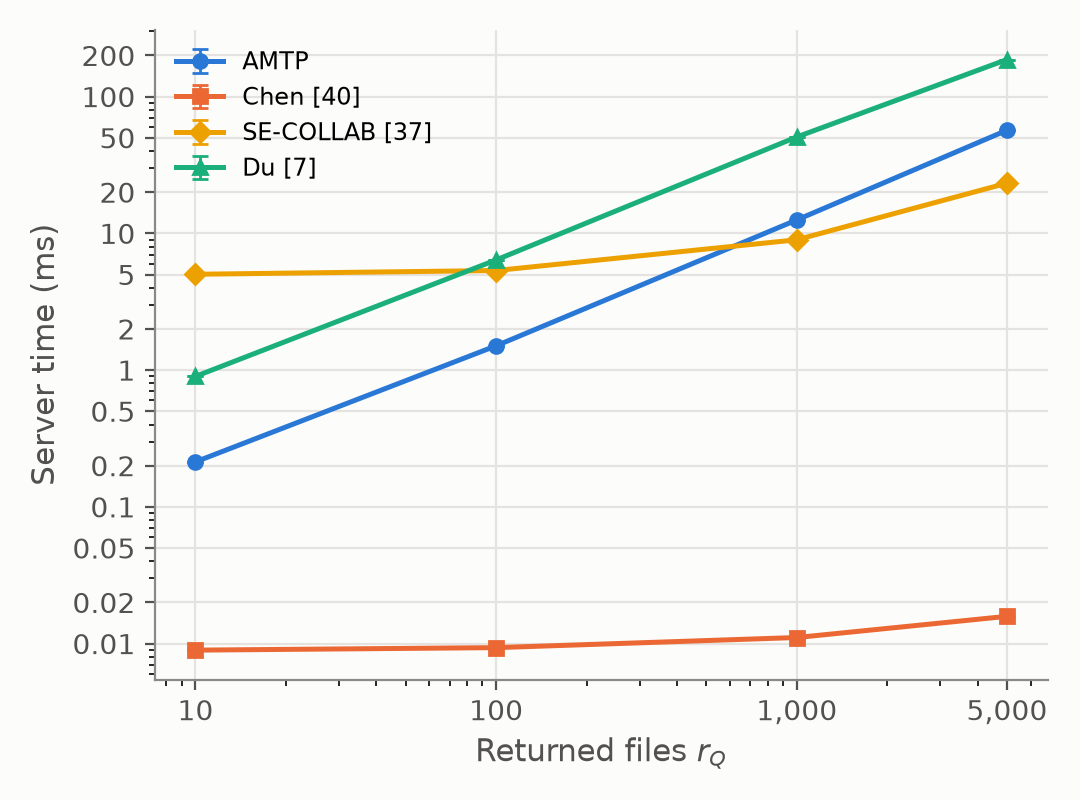 AMTP
Chen [40]
SE-COLLAB [37]
Du [7]
Server time (ms)
200
100
50
20
10
5
2
1
0.5
0.2
0.1
0.05
0.02
0.01
10 100 1,000 5,000
Returned files r_Q